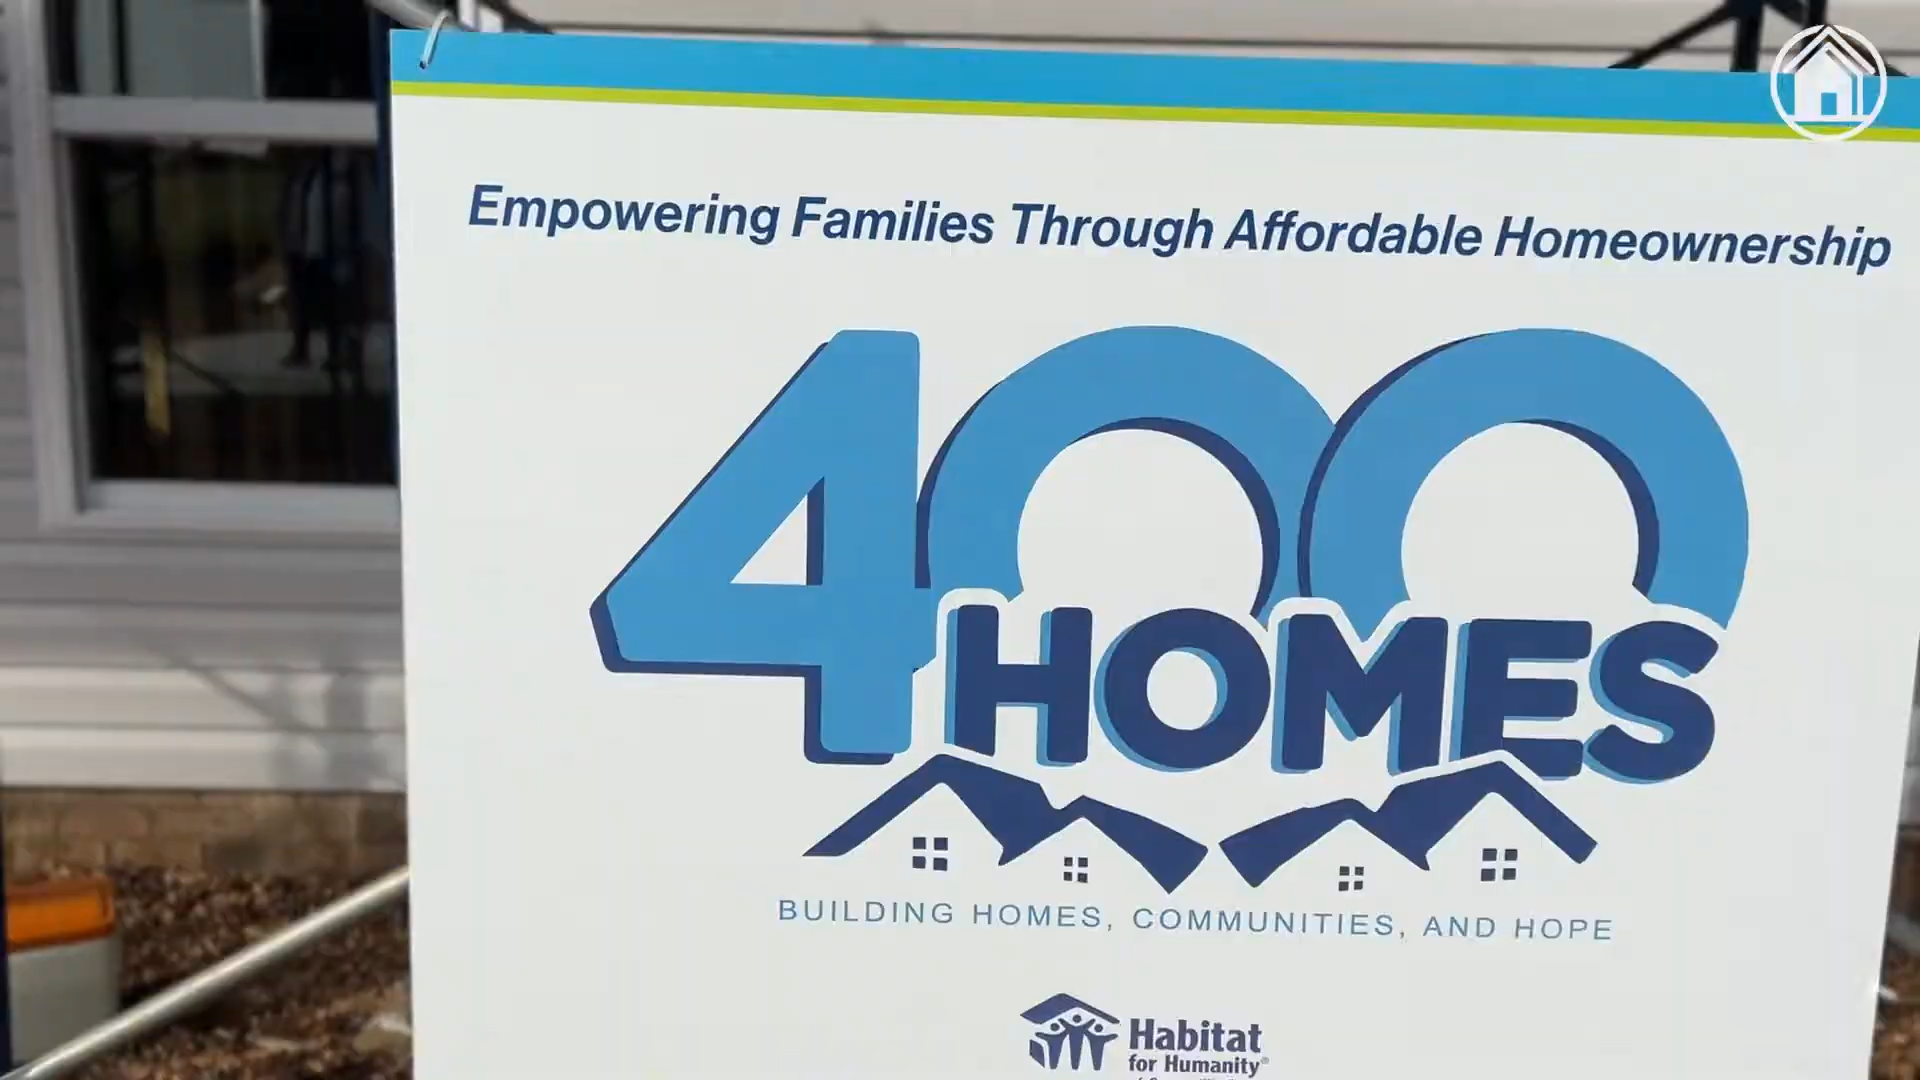 Empowering Families Through Affordable Homeownership
400
HOMES
BUILDING HOMES, COMMUNITIES, AND HOPE
Habitat
for Humanity®